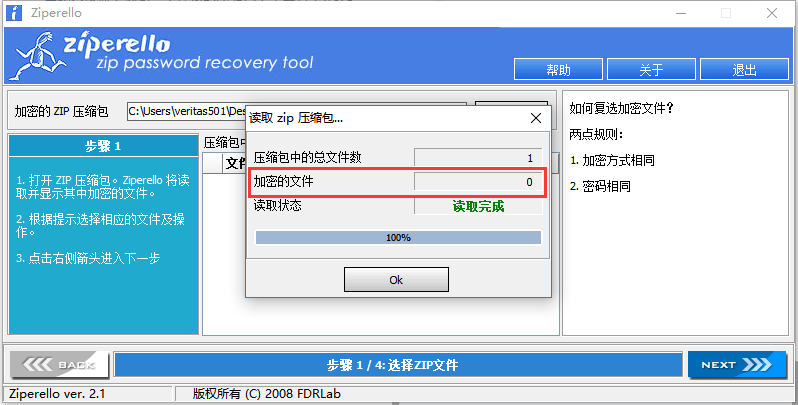 Ziperello
ziperello
zip password recovery tool
帮助
关于
退出
加密的 ZIP 压缩包
C:\Users\veritas501\Des
读取 zip 压缩包...
压缩包中的总文件数
1
加密的文件
0
读取状态
读取完成
100%
Ok
步骤 1
1. 打开 ZIP 压缩包。Ziperello 将读
取并显示其中加密的文件。
2. 根据提示选择相应的文件及操
作。
3. 点击右侧箭头进入下一步
压缩包中
文件
如何复选加密文件？
两点规则：
1. 加密方式相同
2. 密码相同
BACK
步骤 1 / 4: 选择ZIP文件
NEXT
Ziperello ver. 2.1
版权所有 (C) 2008 FDRLab